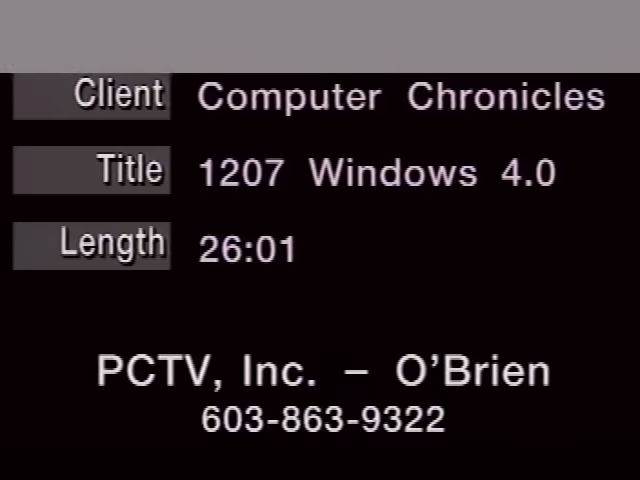 Client Computer Chronicles
Title 1207 Windows 4.0
Length 26:01
PCTV, Inc. – O'Brien
603-863-9322